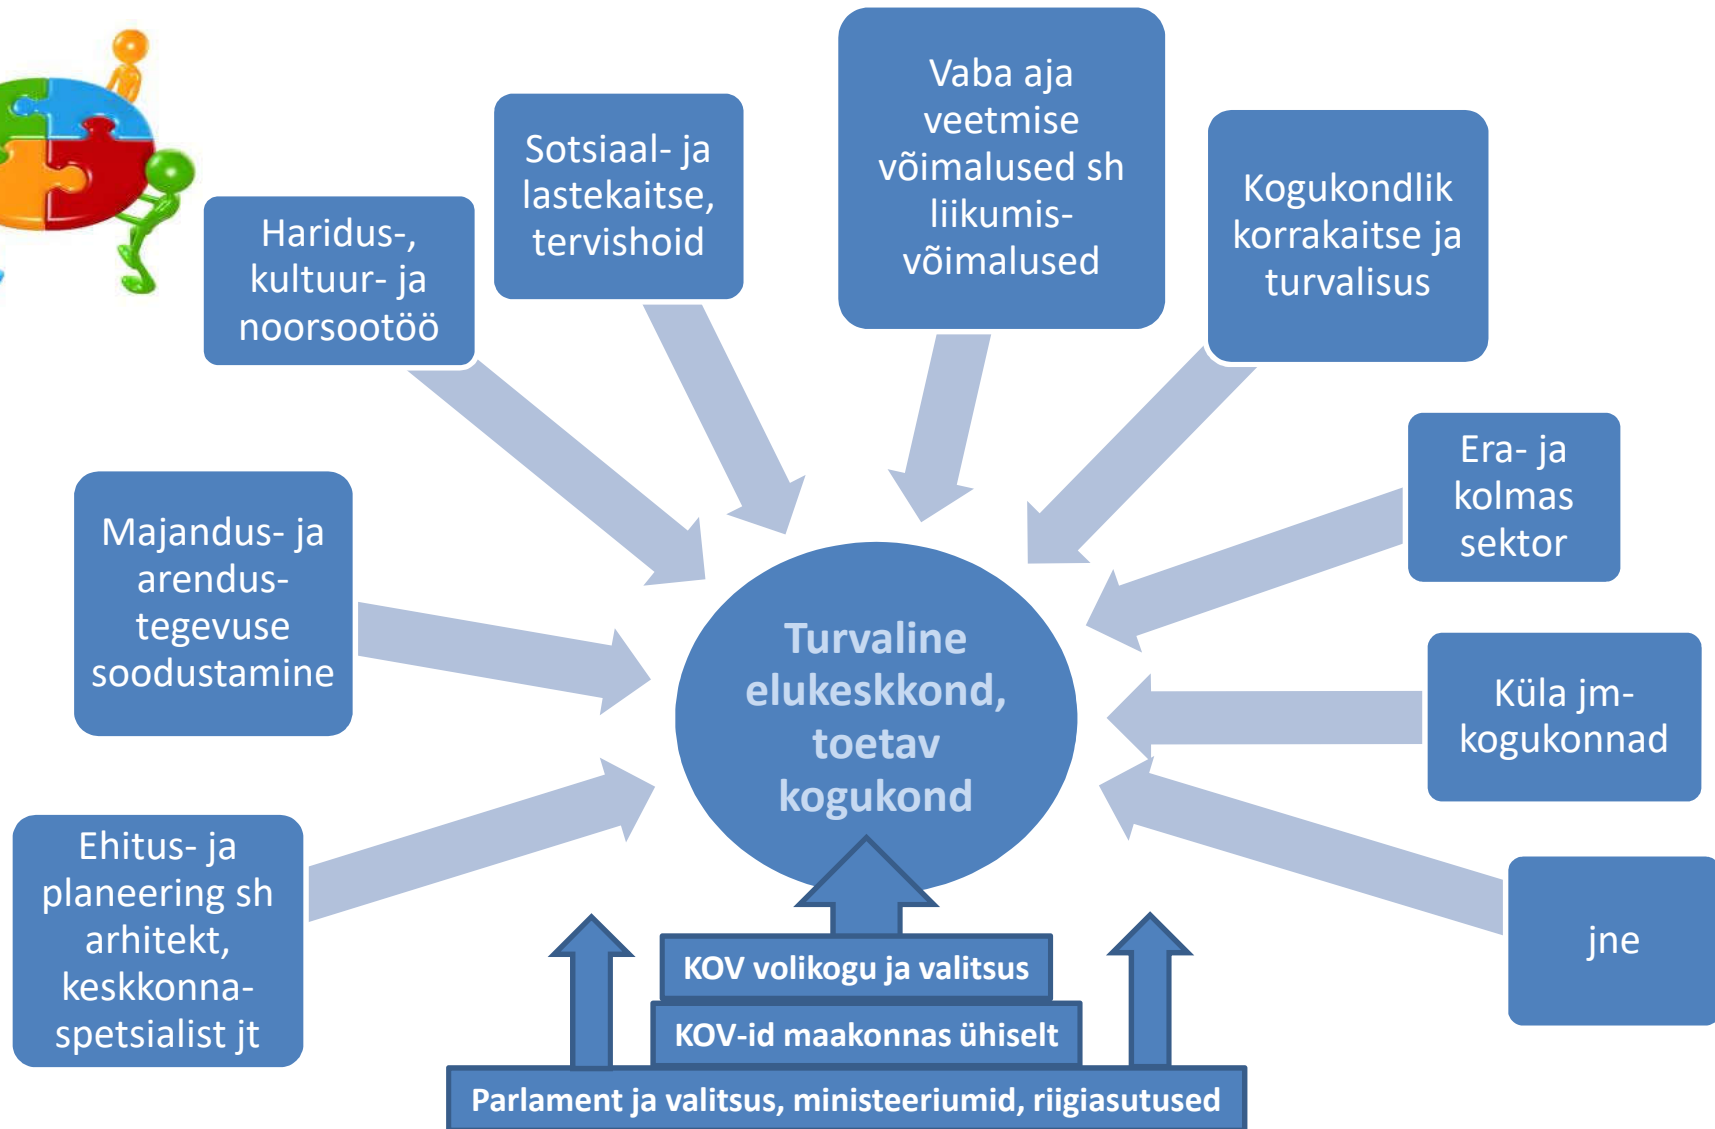 Vaba aja
veetmise
võimalused sh
liikumis-
võimalused
Sotsiaal- ja
lastekaitse,
tervishoid
Kogukondlik
korrakaitse ja
turvalisus
Haridus-,
kultuur- ja
noorsootöö
Era- ja
kolmas
sektor
Majandus- ja
arendus-
tegevuse
soodustamine
Turvaline
elukeskkond,
toetav
kogukond
Küla jm-
kogukonnad
Ehitus- ja
planeering sh
arhitekt,
keskkonna-
spetsialist jt
jne
KOV volikogu ja valitsus
KOV-id maakonnas ühiselt
Parlament ja valitsus, ministeeriumid, riigiasutused